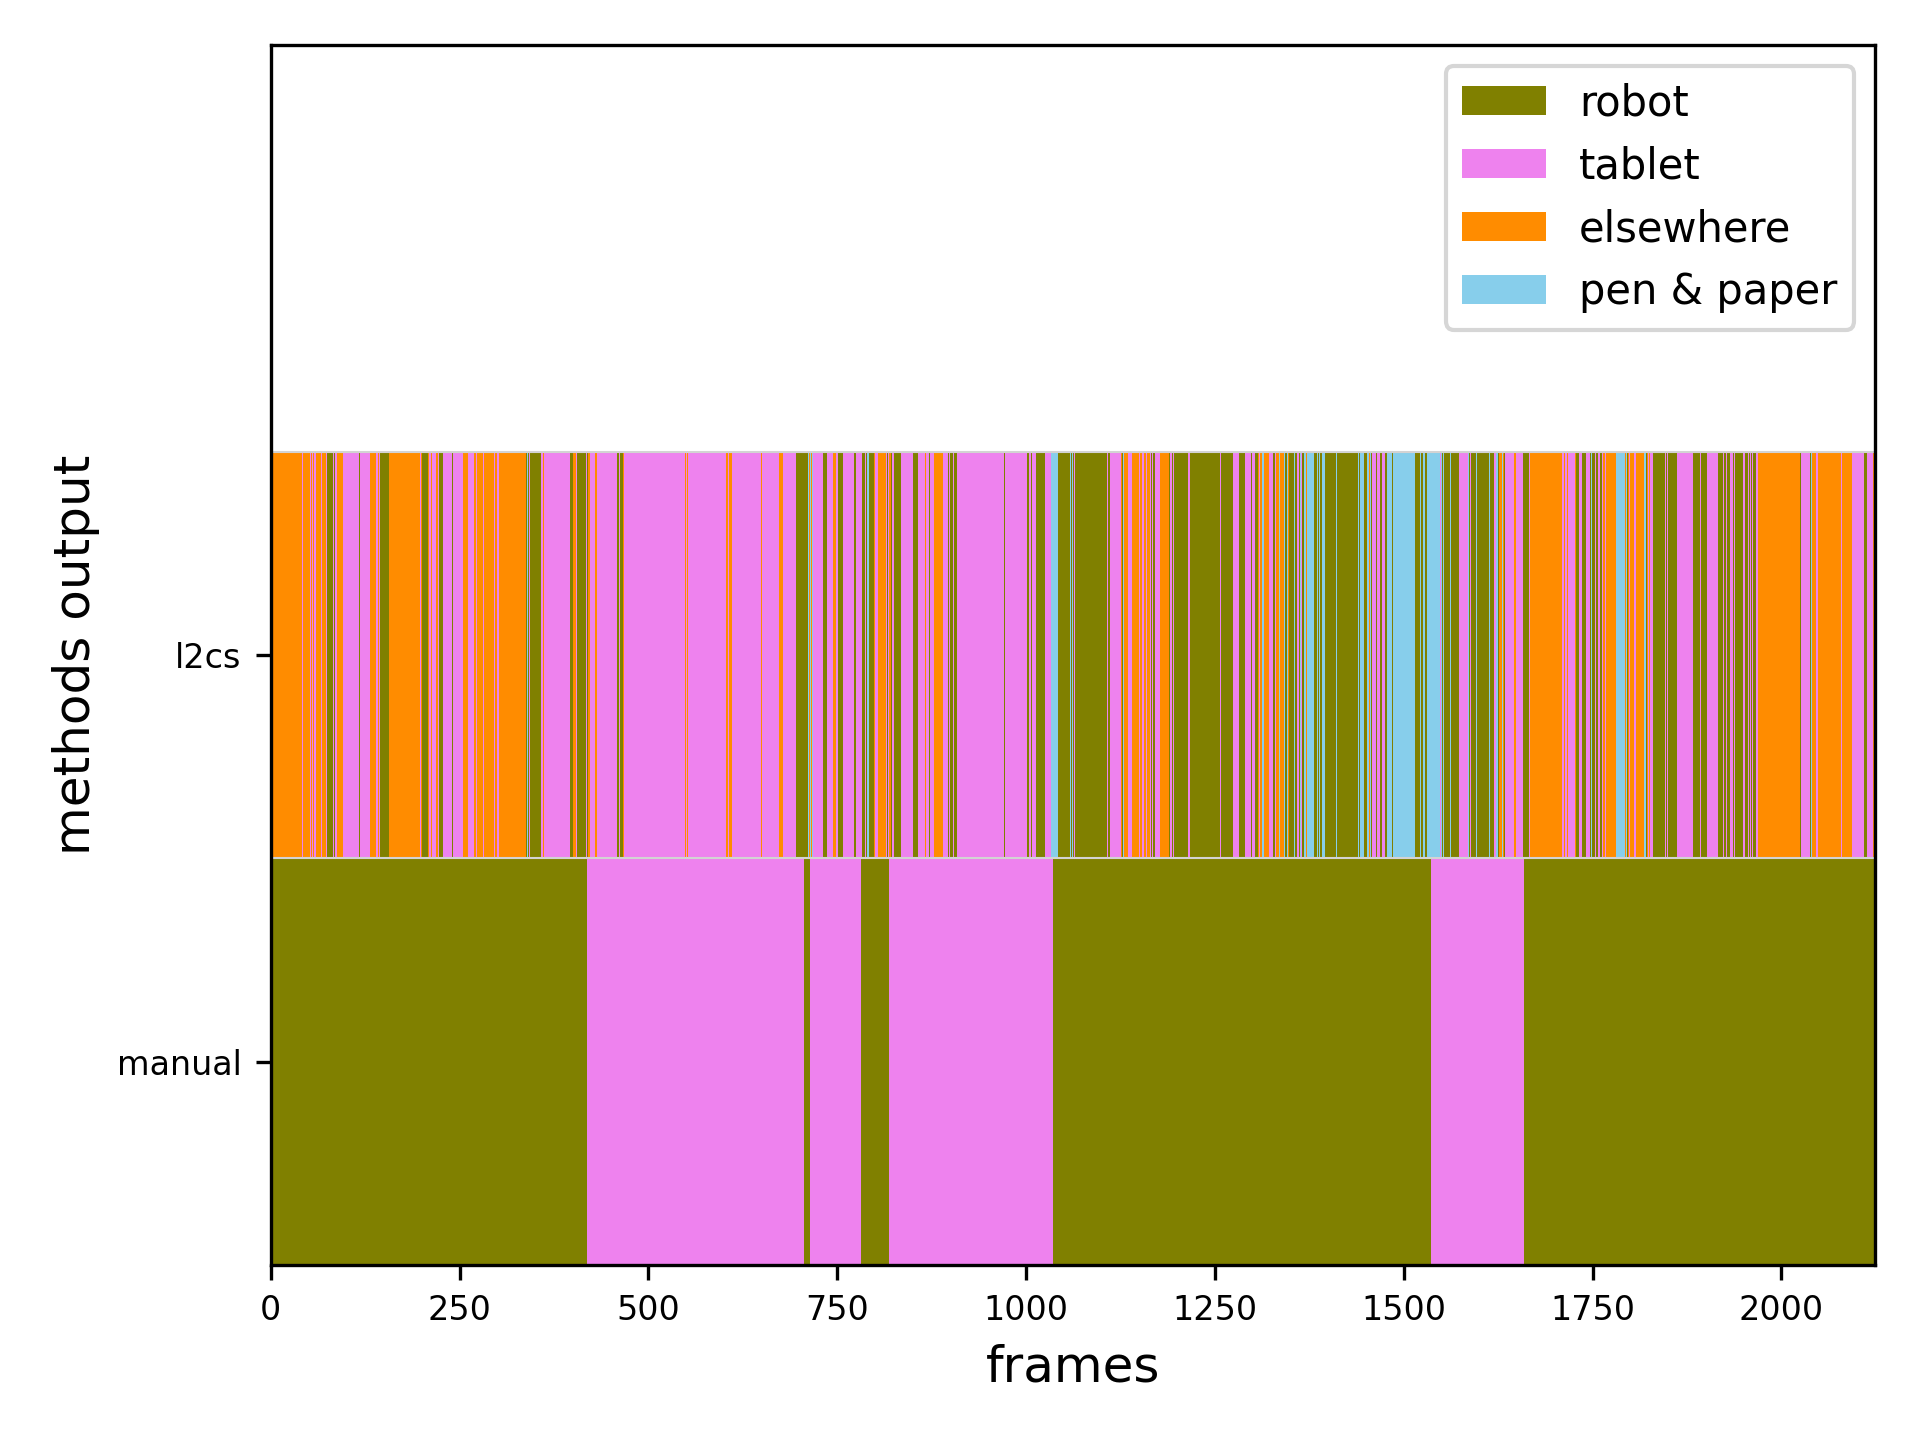 robot
tablet
elsewhere
pen & paper
methods output
l2cs
manual
0 250 500 750 1000 1250 1500 1750 2000
frames